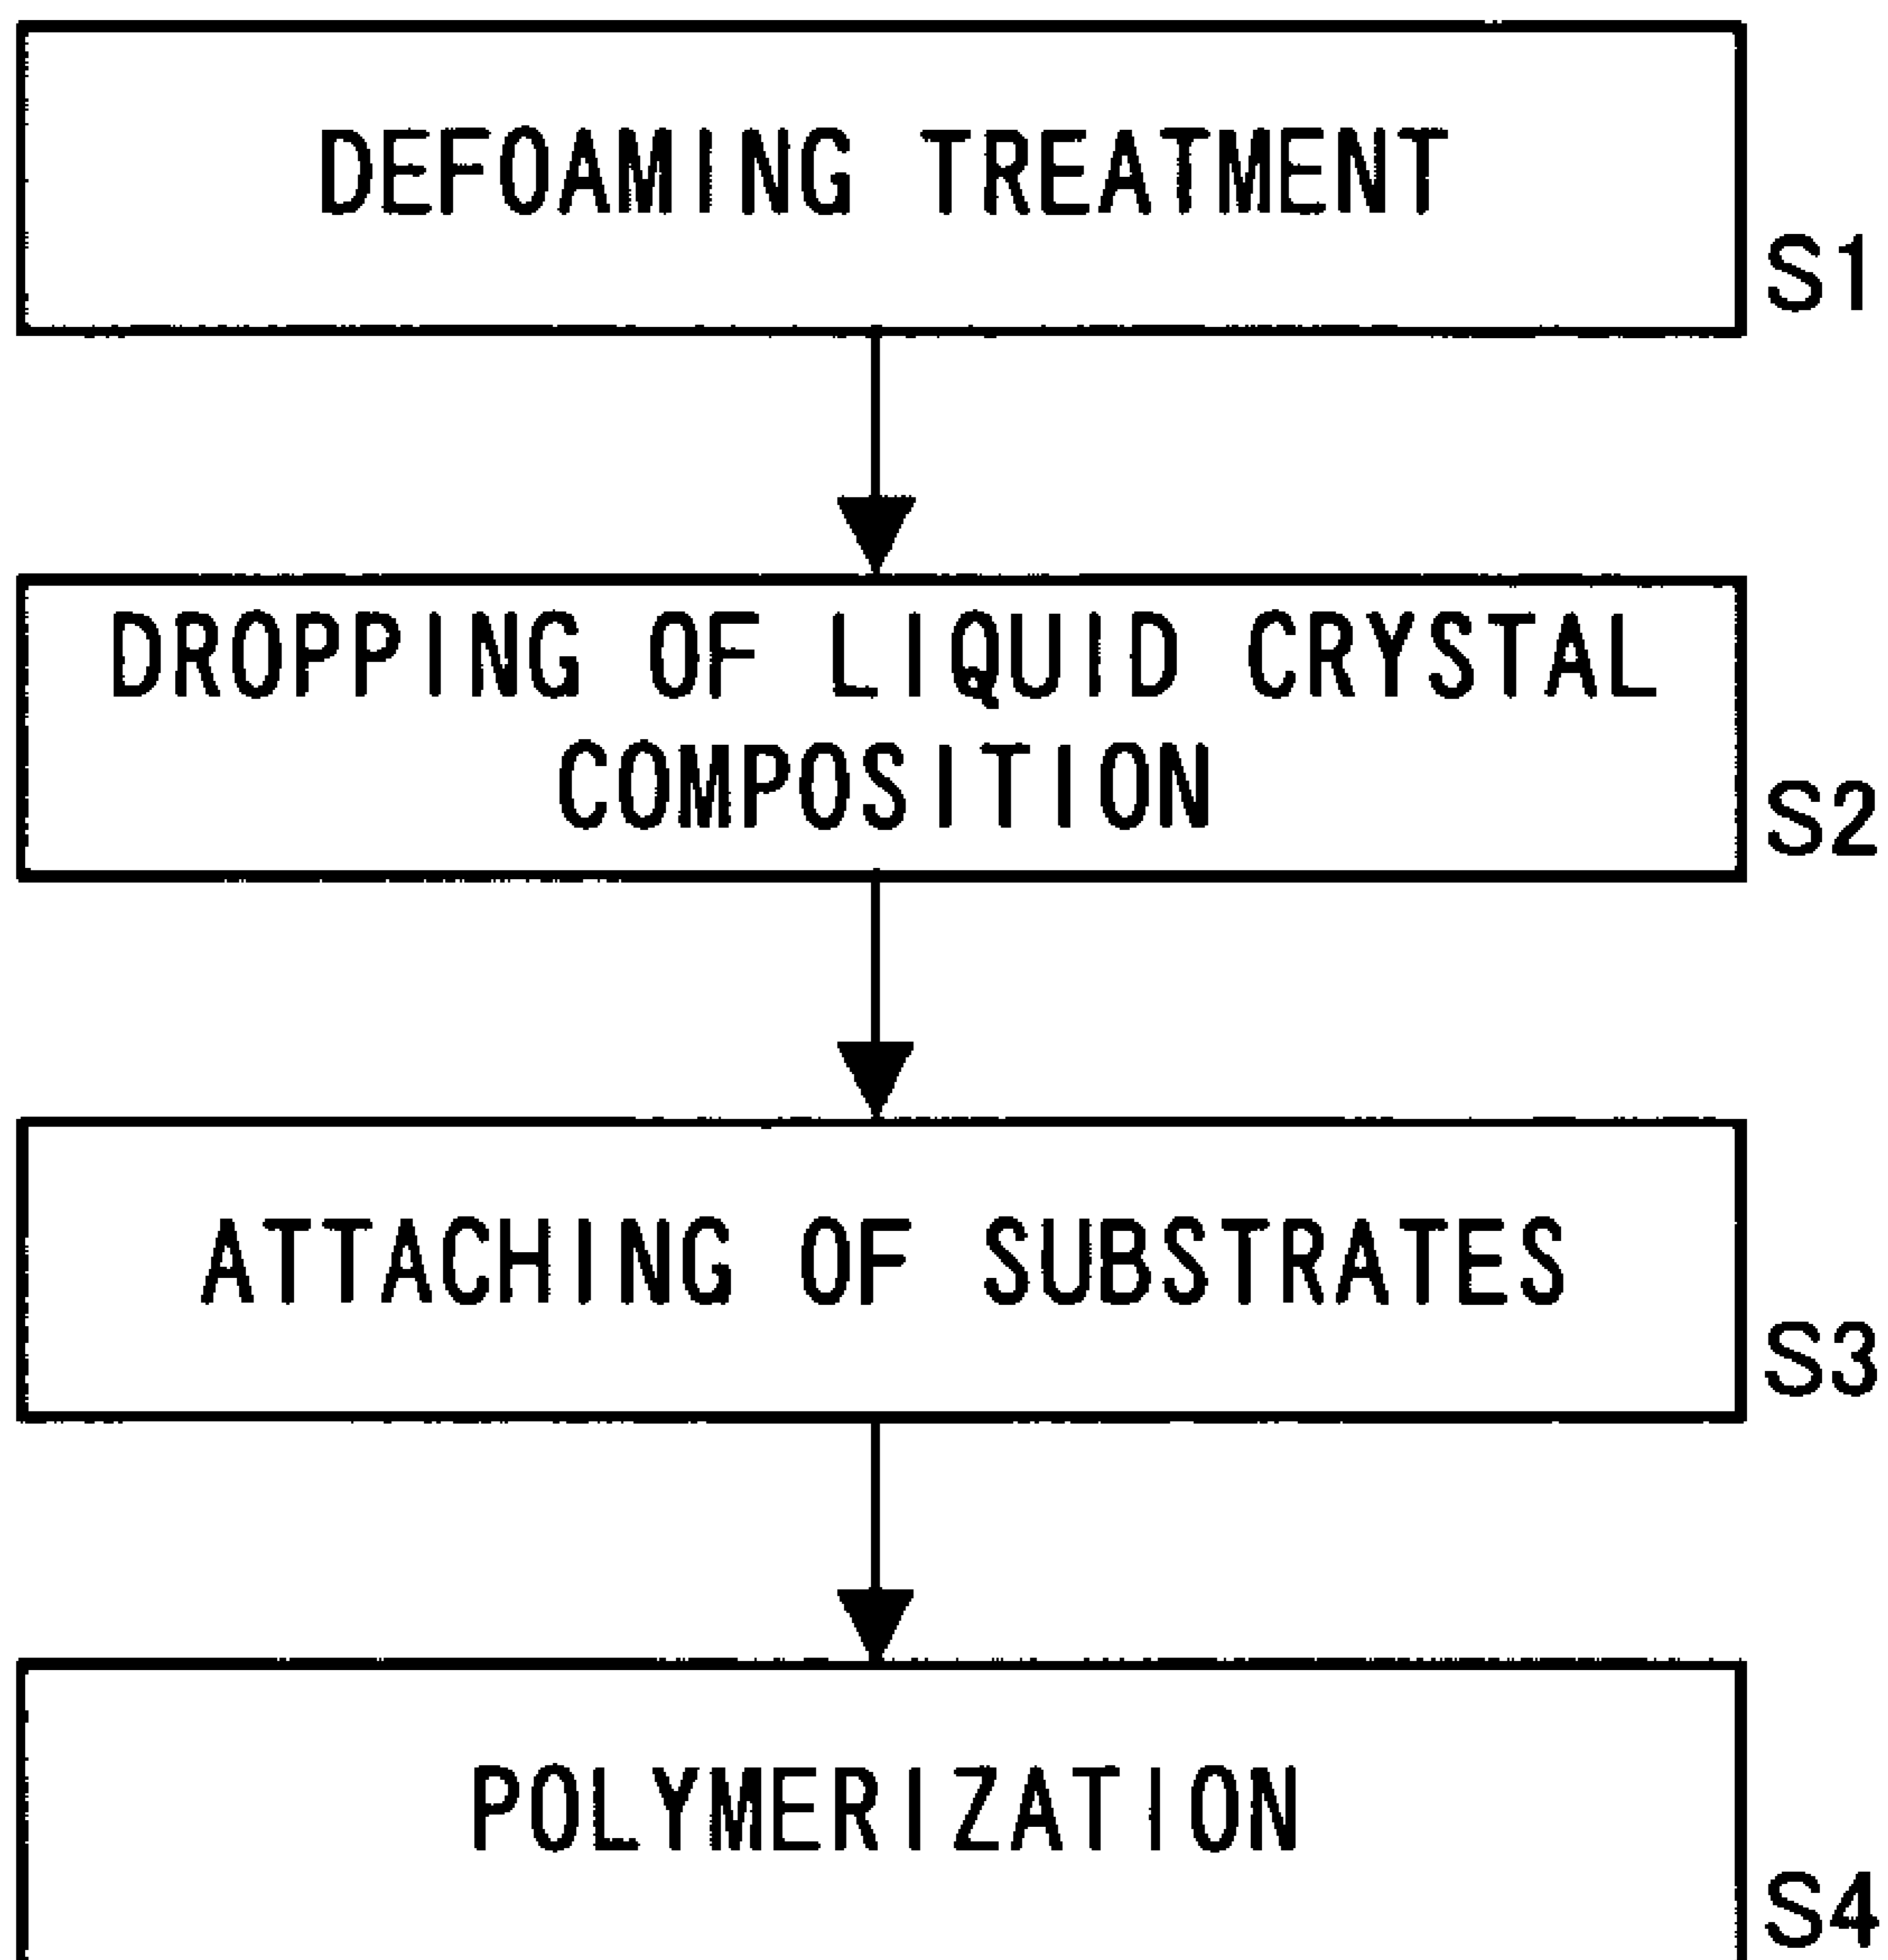 DEFOAMING TREATMENT
S1
DROPPING OF LIQUID CRYSTAL
COMPOSITION
S2
ATTACHING OF SUBSTRATES
S3
POLYMERIZATION
S4